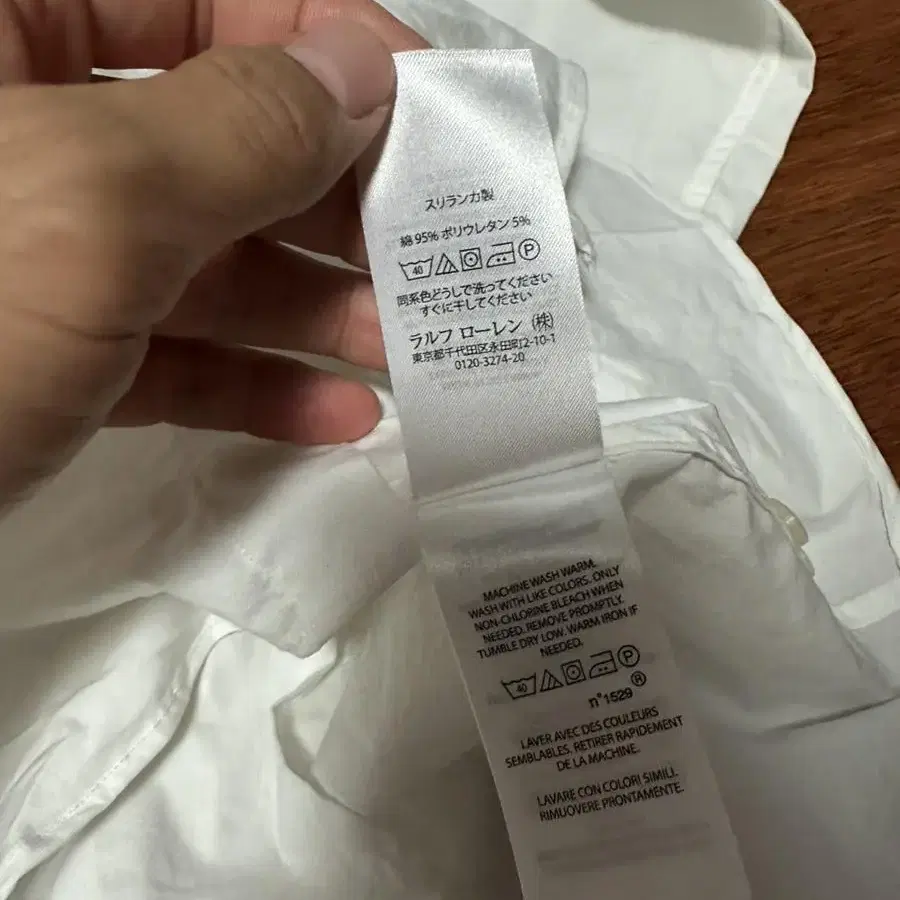 スリランカ製
綿 95% ポリウレタン 5%
40 P
同系色どうしで洗ってください
すぐに干してください
ラルフ ローレン (株)
東京都千代田区永田町2-10-1
0120-3274-20
MACHINE WASH WARM.
WASH WITH LIKE COLORS. ONLY
NON-CHLORINE BLEACH WHEN
NEEDED. REMOVE PROMPTLY.
TUMBLE DRY LOW. WARM IRON IF
NEEDED.
40 P
n°1529 ®
LAVER AVEC DES COULEURS
SEMBLABLES. RETIRER RAPIDEMENT
DE LA MACHINE.
LAVARE CON COLORI SIMILI.
RIMUOVERE PRONTAMENTE.